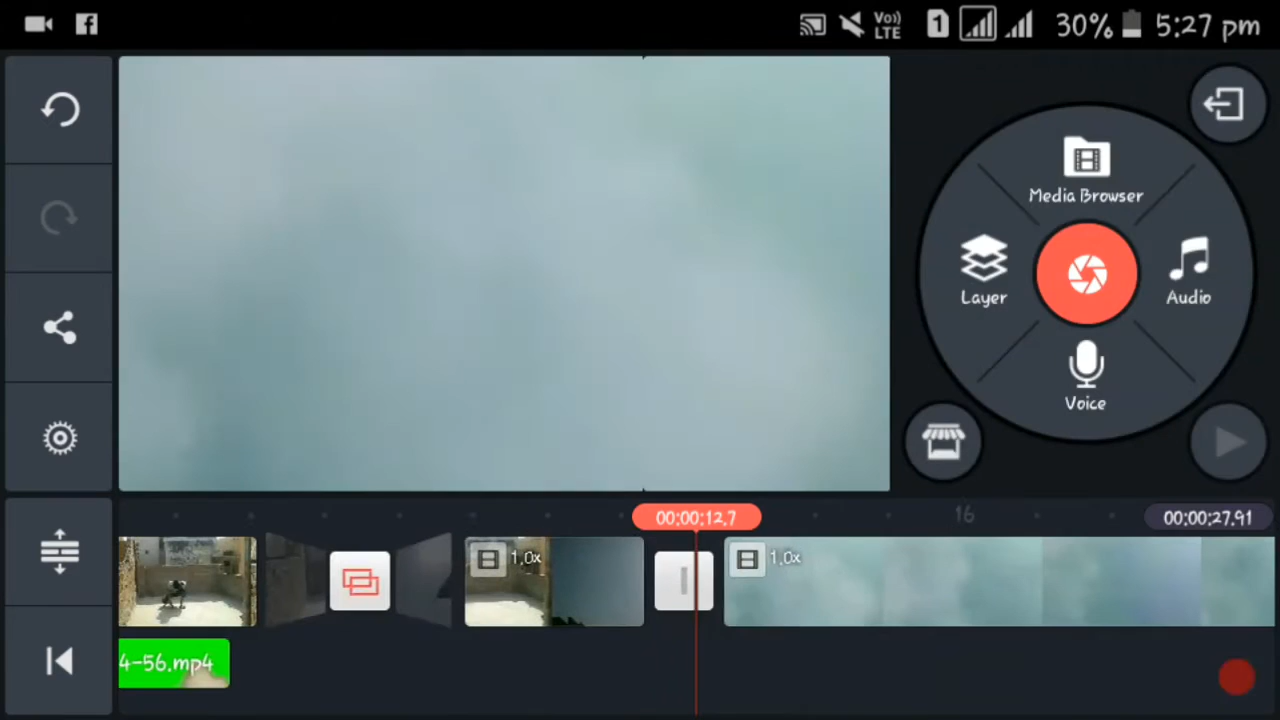 Vo) LTE 1 30% 5:27 pm
Media Browser
Layer
Audio
Voice
00:00:12.7
16
00:00:27.91
1.0x
1.0x
4-56.mp4